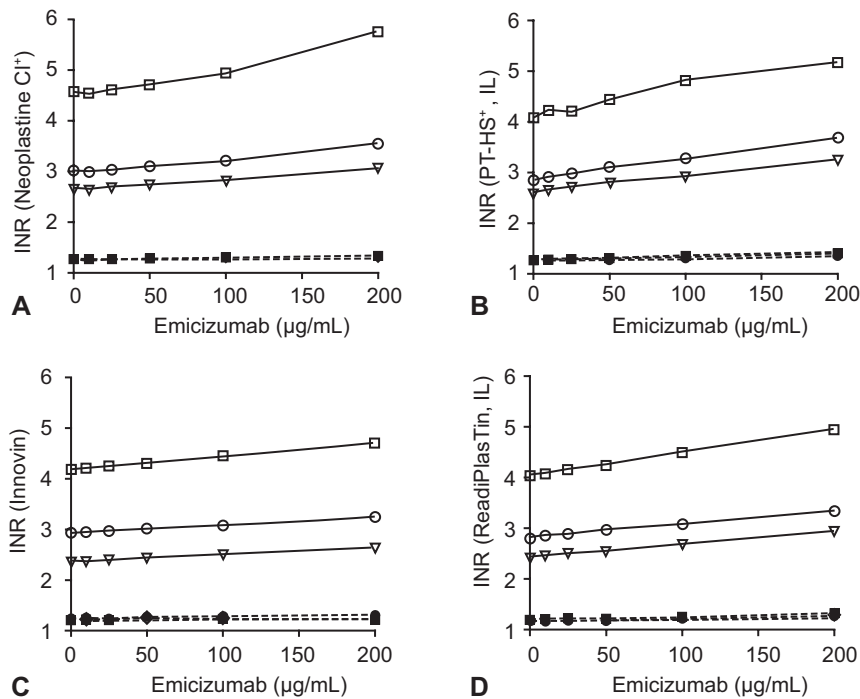 6
5
4
3
2
1
INR (Neoplastine CI⁺)
0 50 100 150 200
Emicizumab (µg/mL)
A
6
5
4
3
2
1
INR (PT-HS⁺, IL)
0 50 100 150 200
Emicizumab (µg/mL)
B
6
5
4
3
2
1
INR (Innovin)
0 50 100 150 200
Emicizumab (µg/mL)
C
6
5
4
3
2
1
INR (ReadiPlasTin, IL)
0 50 100 150 200
Emicizumab (µg/mL)
D